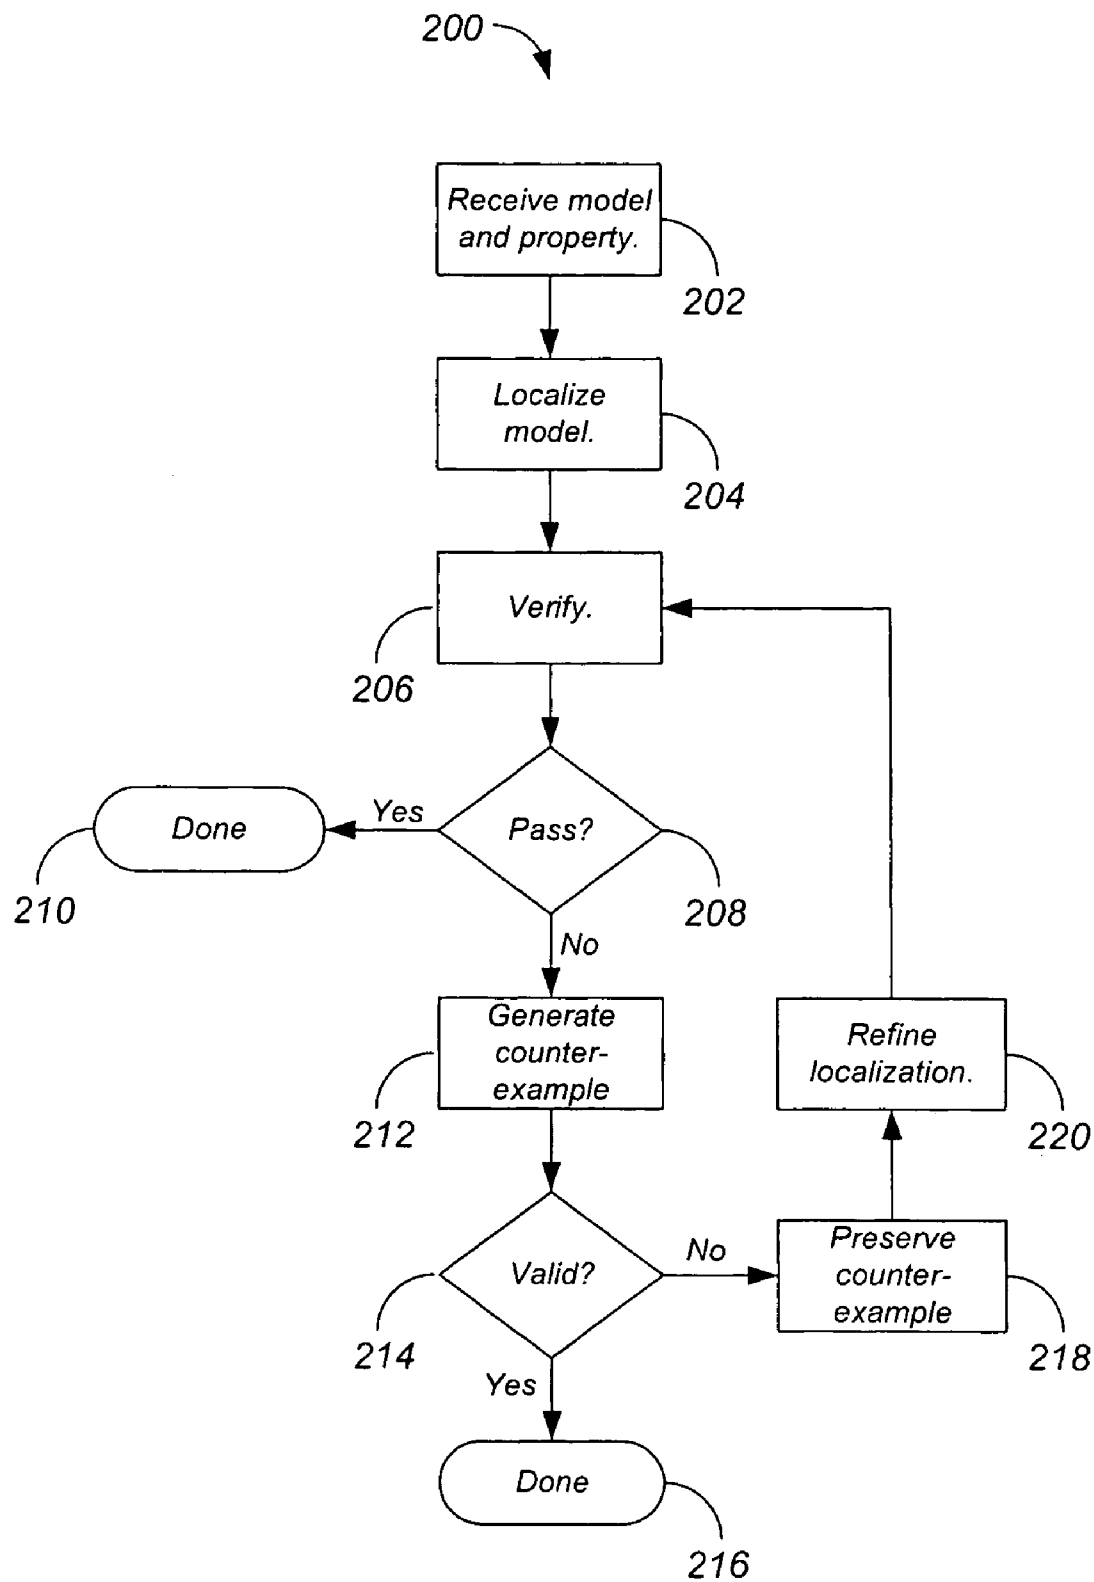 200
Receive model
and property.
202
Localize
model.
204
Verify.
206
Pass?
208
Yes
Done
210
No
Generate
counter-
example
212
Refine
localization.
220
Valid?
214
No
Preserve
counter-
example
218
Yes
Done
216